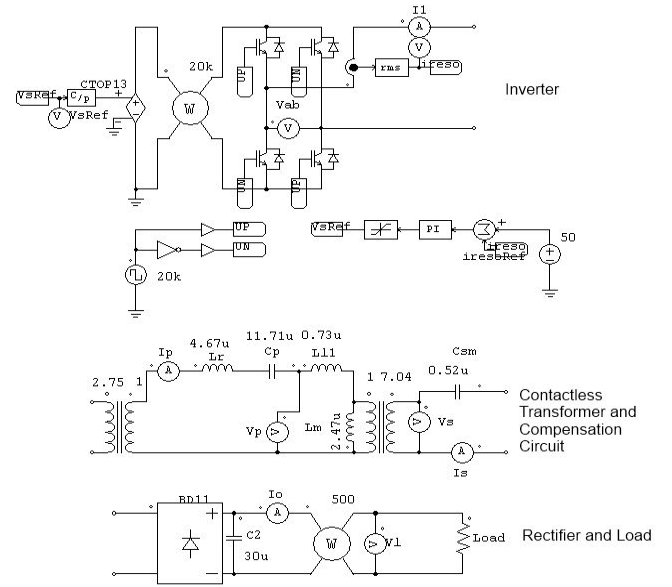 I1
A
V
UP
UN
20k
rms
ireso
CTOP13
VsRef
C/p
+
−
W
Inverter
V
VsRef
Vab
V
UN
UP
UP
UN
20k
VsRef
PI
Σ
+
ireso
iresoRef
50
+
−
11.71u 0.73u
4.67u
Ip
Lr
Cp
Ll1
Csm
2.75 1
A
1 7.04
0.52u
Contactless
Transformer and
Compensation
Circuit
Vp
V
Lm
2.47u
V
Vs
A
Is
BD11
Io
500
+
A
C2
W
V
Vl
Load
Rectifier and Load
30u
−